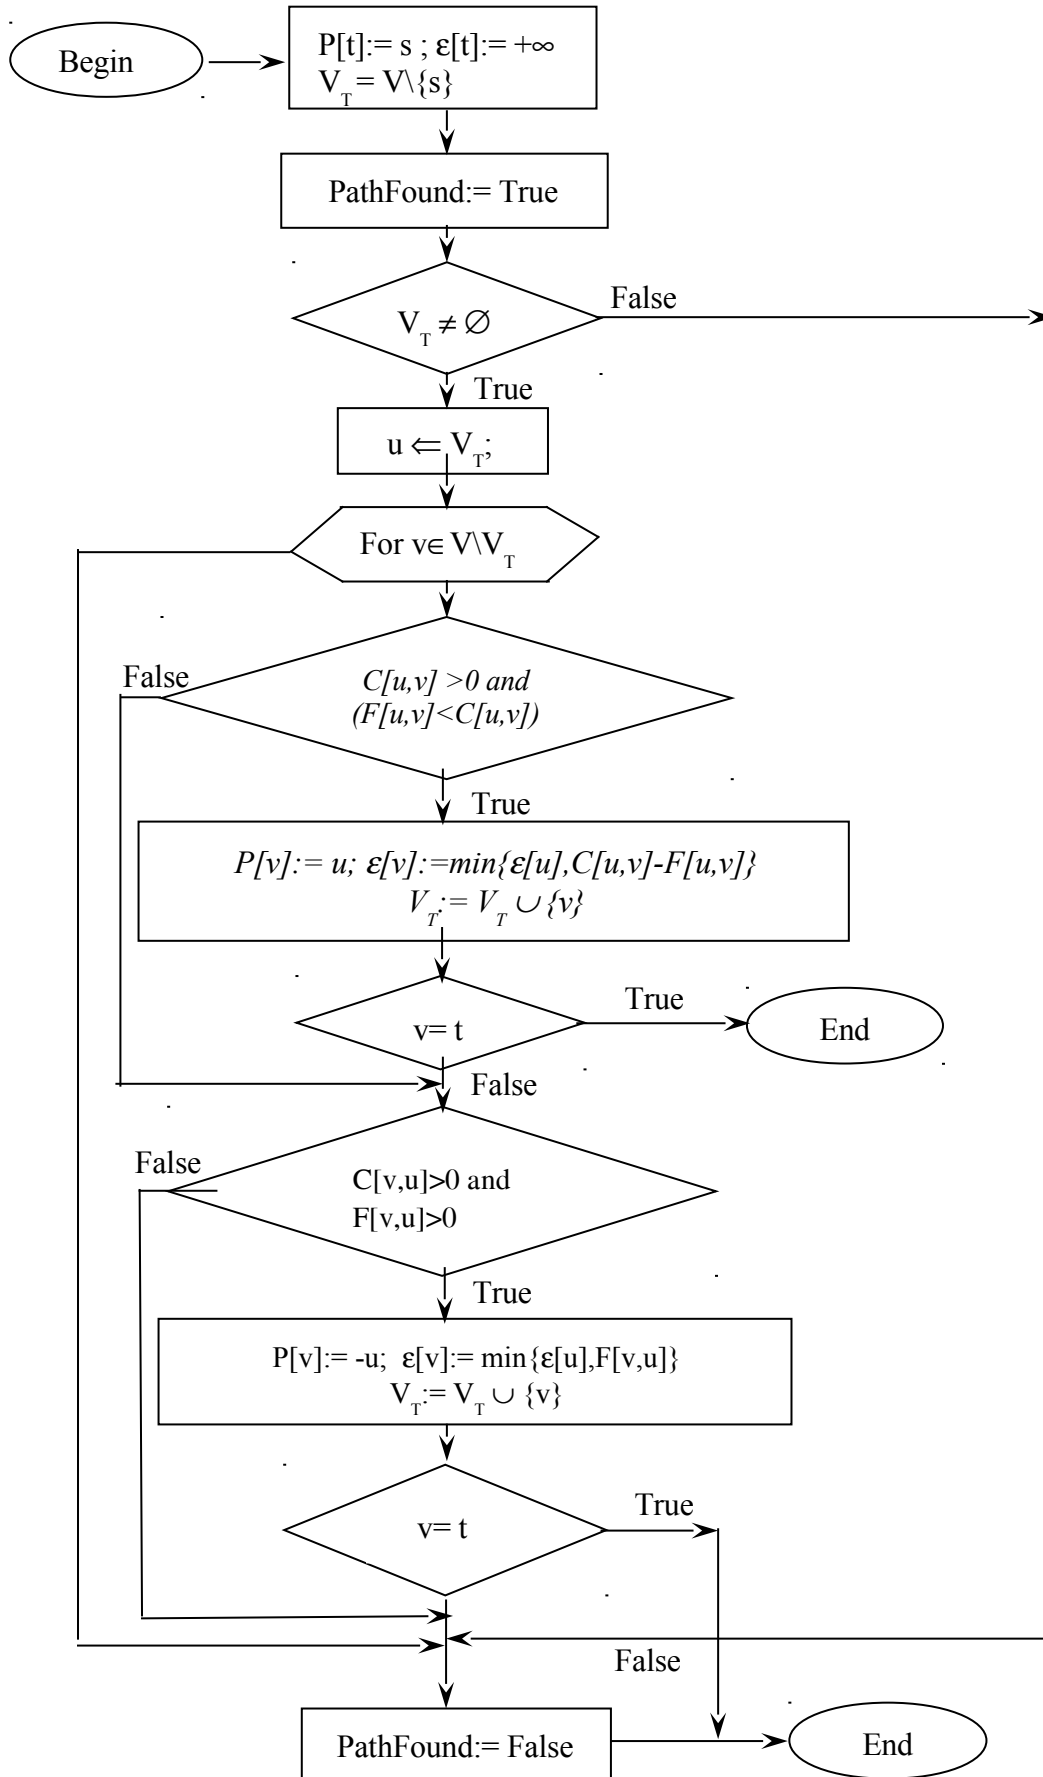 Begin
P[t]:= s ; ε[t]:= +∞
V_T = V\{s}
PathFound:= True
V_T ≠ ∅
False
True
u ⇐ V_T;
For v∈ V\V_T
False
C[u,v] >0 and
(F[u,v]<C[u,v])
True
P[v]:= u; ε[v]:=min{ε[u],C[u,v]-F[u,v]}
V_T:= V_T ∪ {v}
v= t
True
End
False
False
C[v,u]>0 and
F[v,u]>0
True
P[v]:= -u; ε[v]:= min{ε[u],F[v,u]}
V_T:= V_T ∪ {v}
v= t
True
False
PathFound:= False
End